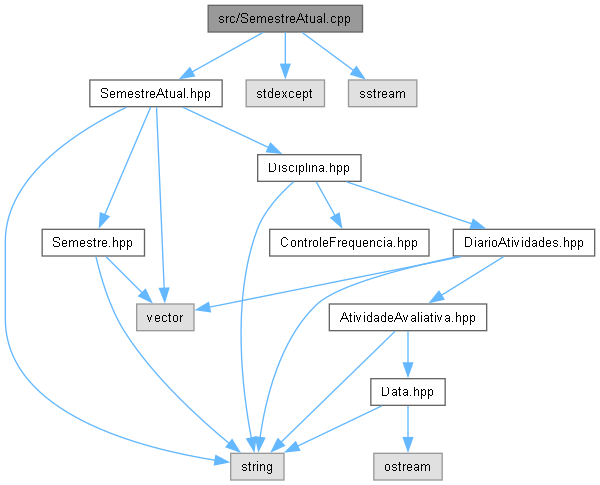 src/SemestreAtual.cpp
SemestreAtual.hpp
stdexcept
sstream
Disciplina.hpp
Semestre.hpp
ControleFrequencia.hpp
DiarioAtividades.hpp
vector
AtividadeAvaliativa.hpp
Data.hpp
string
ostream